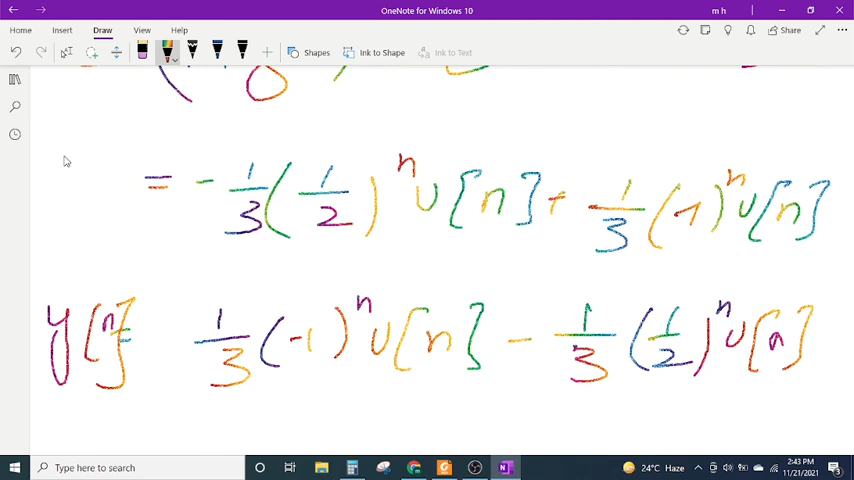 OneNote for Windows 10
m h
Home Insert Draw View Help
Share
Shapes Ink to Shape Ink to Text
= - 1/3 (1/2)^n u[n] + 1/3 (-1)^n u[n]
y[n] = 1/3 (-1)^n u[n] - 1/3 (1/2)^n u[n]
Type here to search
24°C Haze
2:43 PM
11/21/2021
3